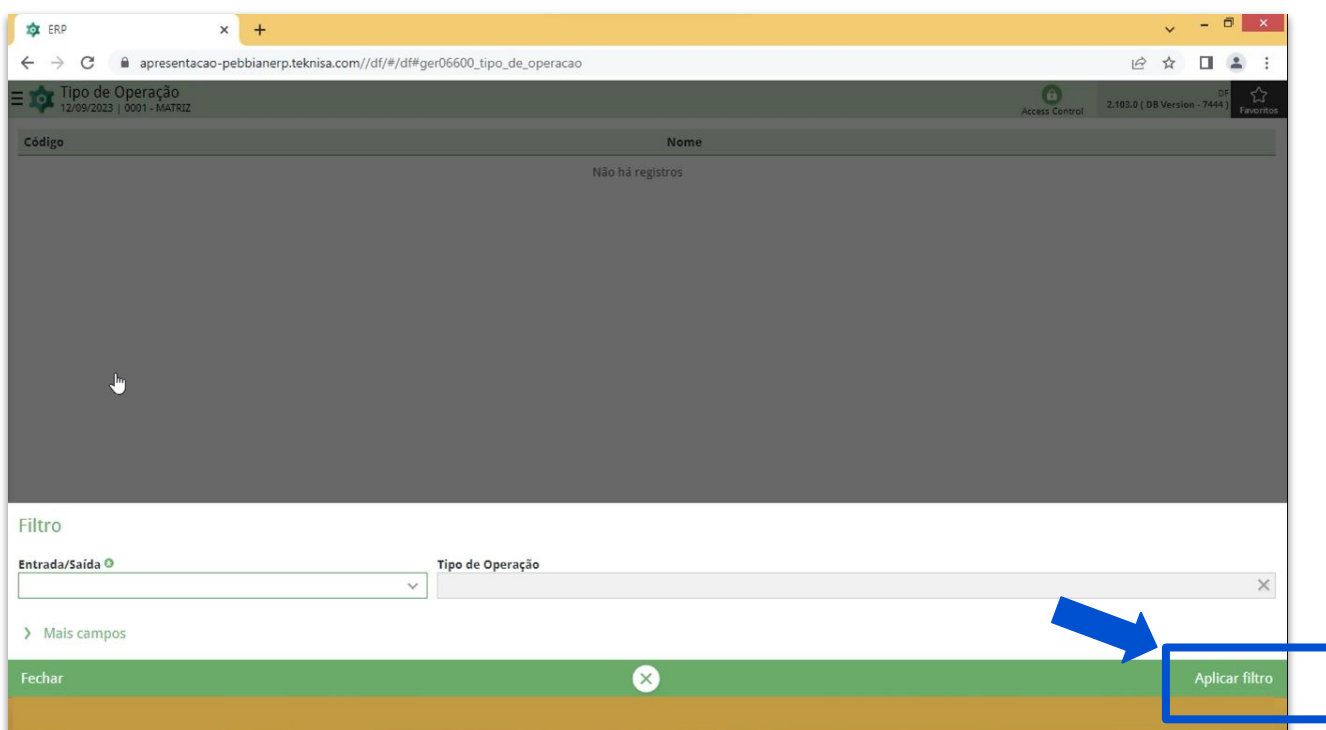 ERP
apresentacao-pebbianerp.teknisa.com//df/#/df#ger06600_tipo_de_operacao
Tipo de Operação
12/09/2023 | 0001 - MATRIZ
Access Control
DF
2.103.0 ( DB Version - 7444 )
Favoritos
Código Nome
Não há registros
Filtro
Entrada/Saída Tipo de Operação
Mais campos
Fechar Aplicar filtro